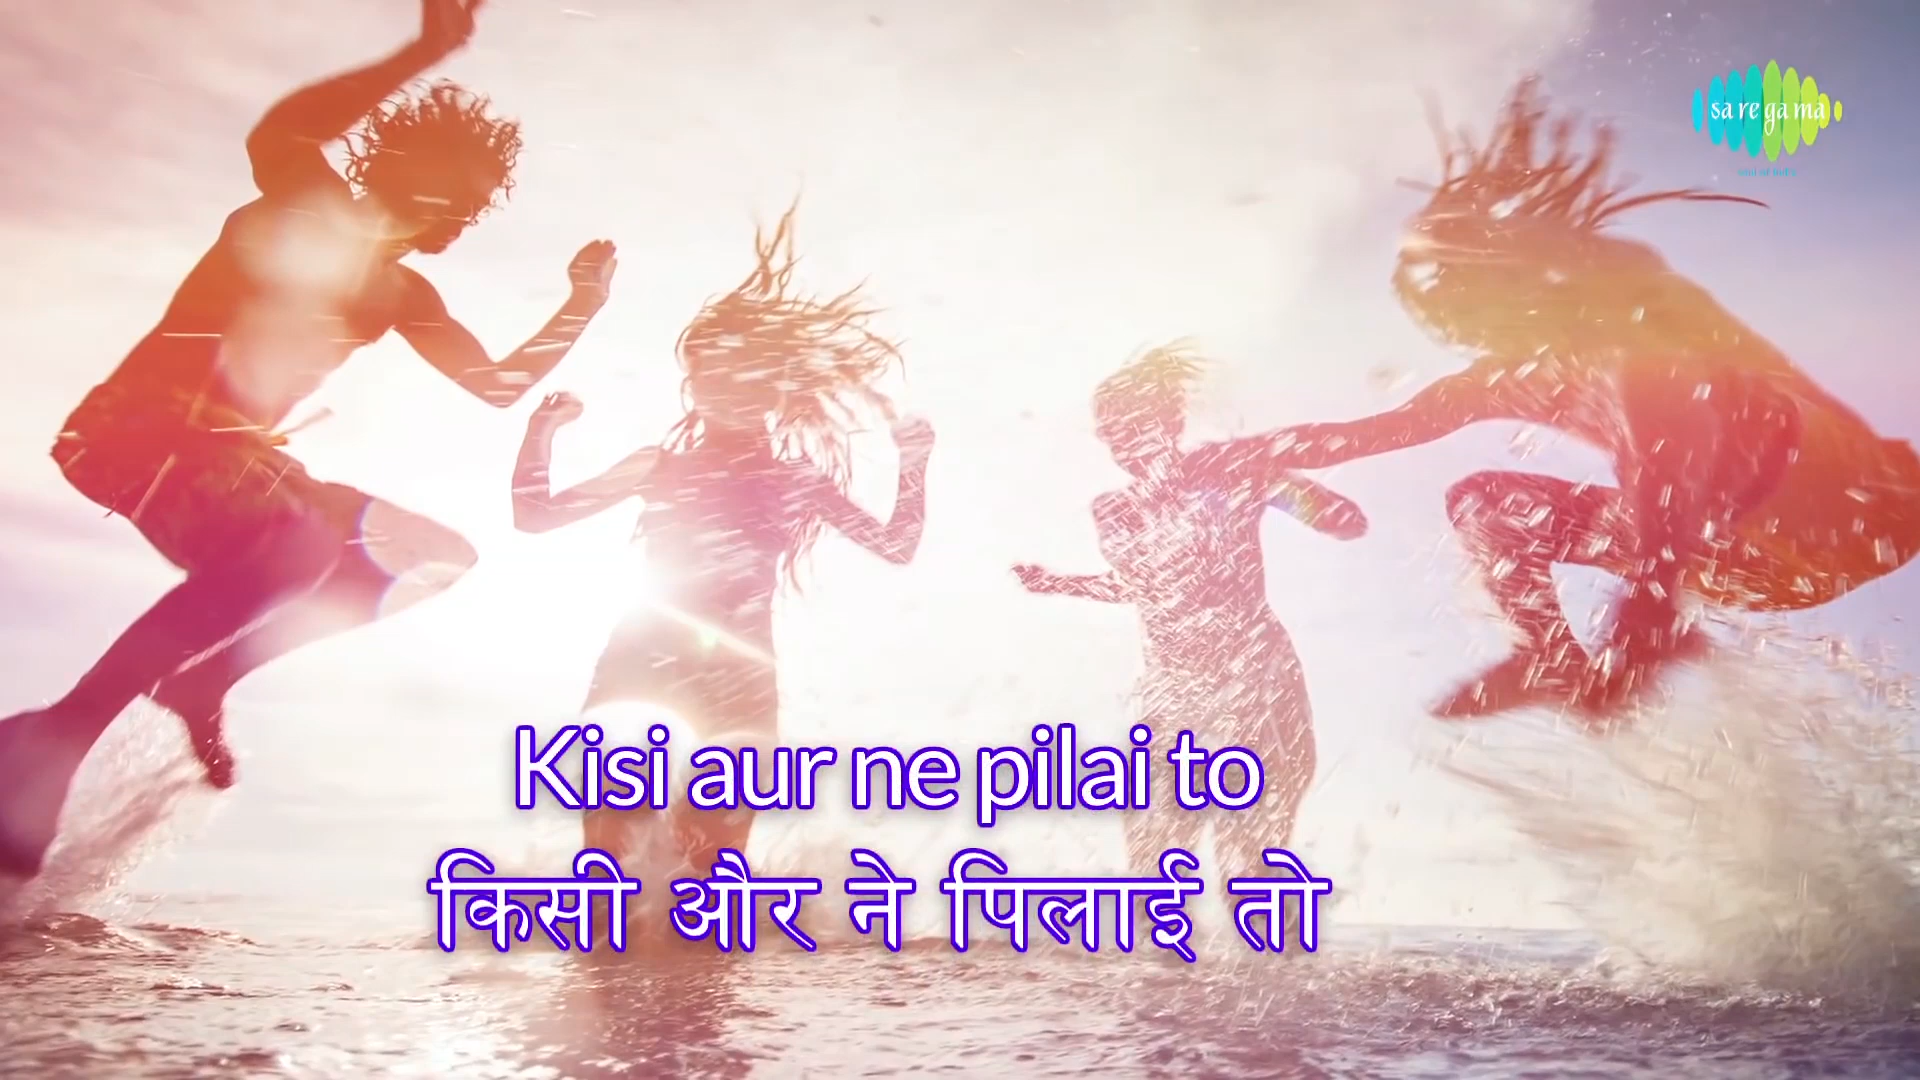 sa re ga ma
Kisi aur ne pilai to
किसी और ने पिलाई तो